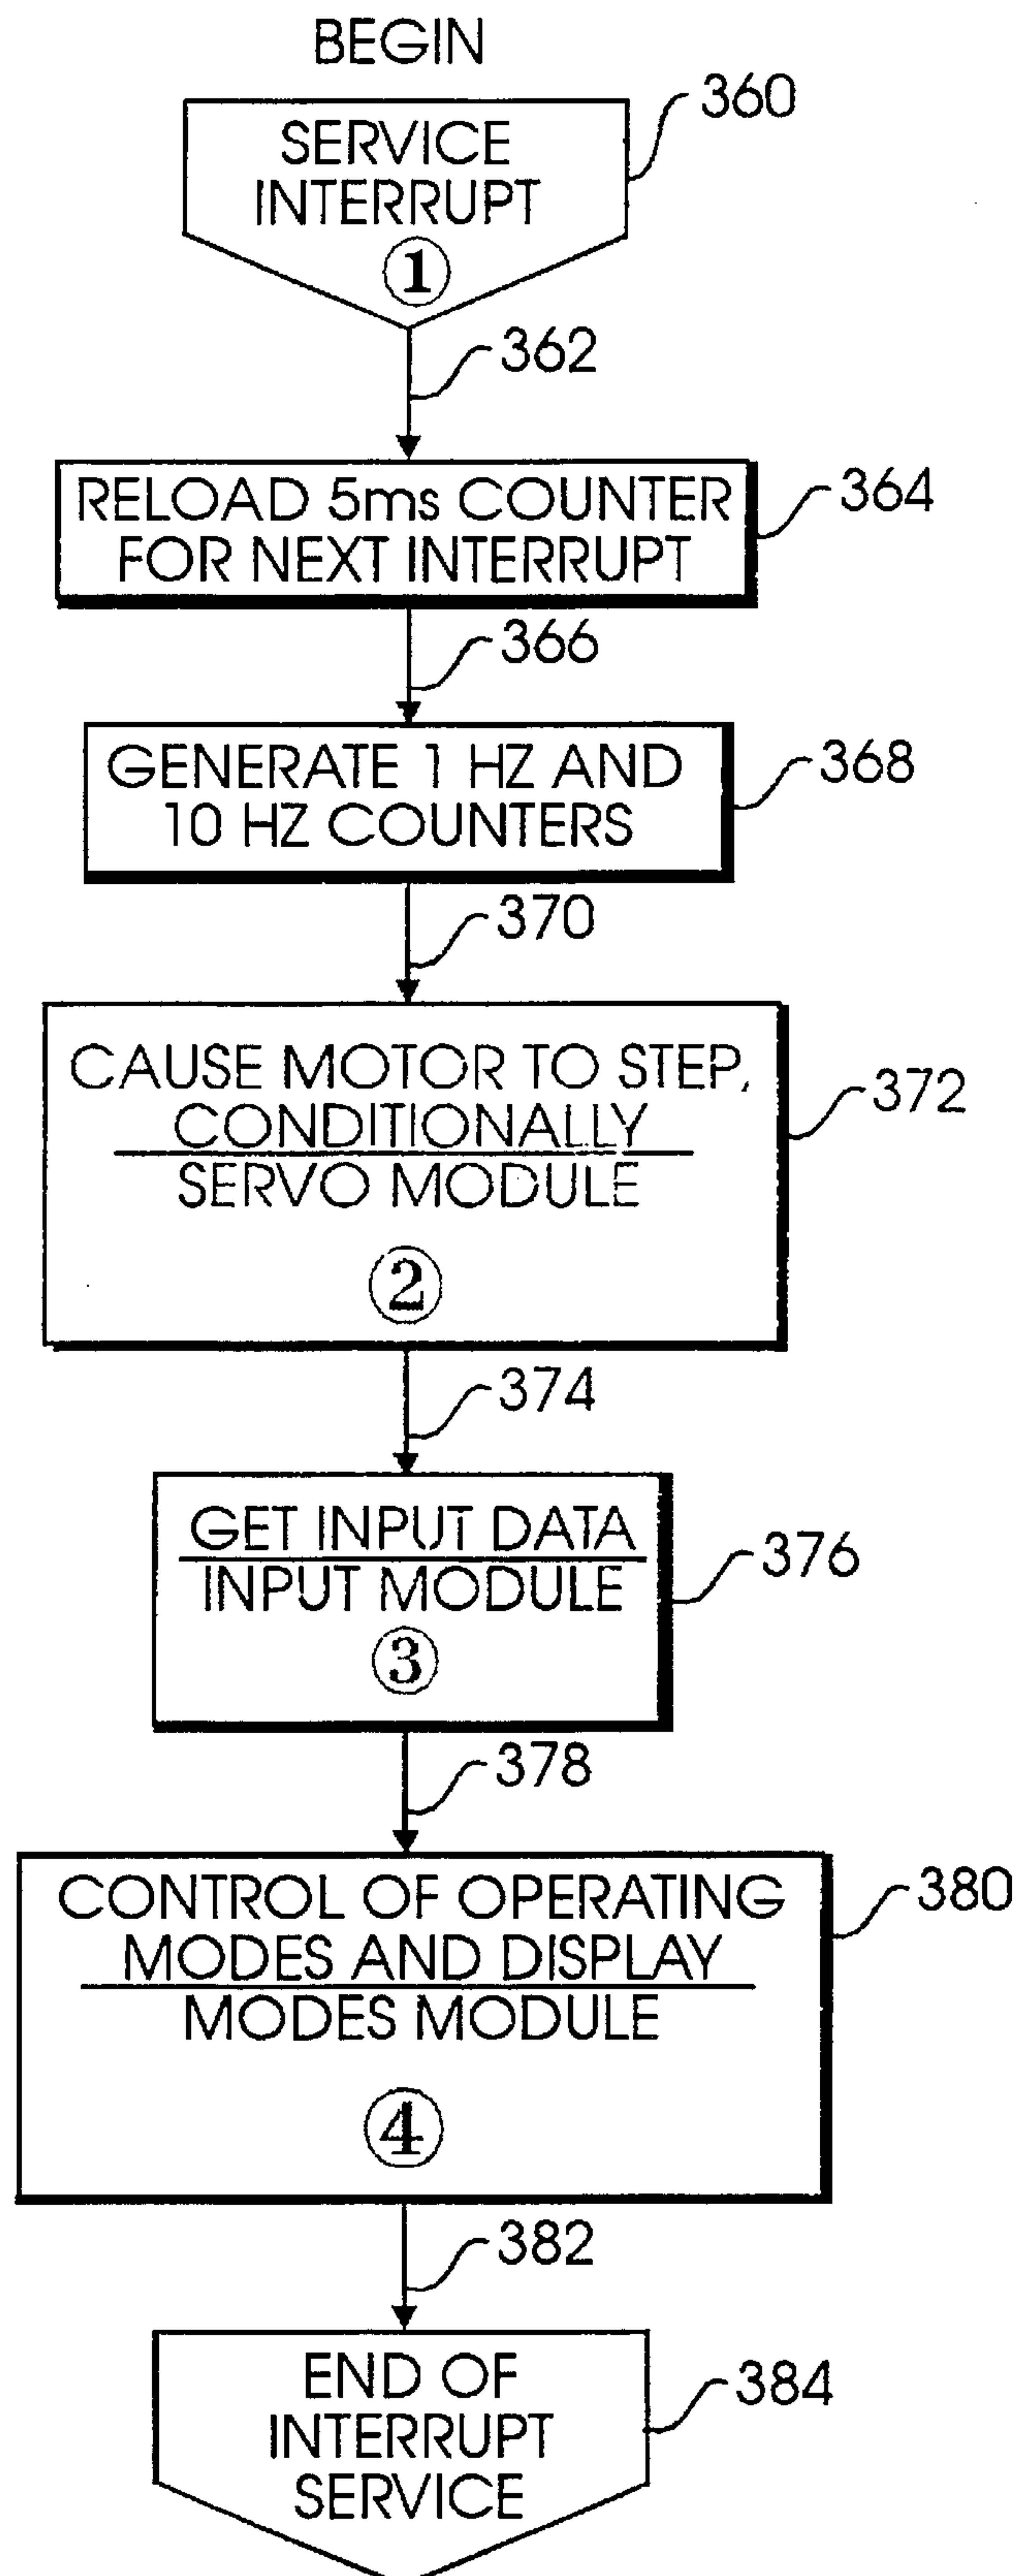 BEGIN
SERVICE
INTERRUPT
①
360
362
RELOAD 5ms COUNTER
FOR NEXT INTERRUPT
364
366
GENERATE 1 HZ AND
10 HZ COUNTERS
368
370
CAUSE MOTOR TO STEP,
CONDITIONALLY
SERVO MODULE
②
372
374
GET INPUT DATA
INPUT MODULE
③
376
378
CONTROL OF OPERATING
MODES AND DISPLAY
MODES MODULE
④
380
382
END OF
INTERRUPT
SERVICE
384